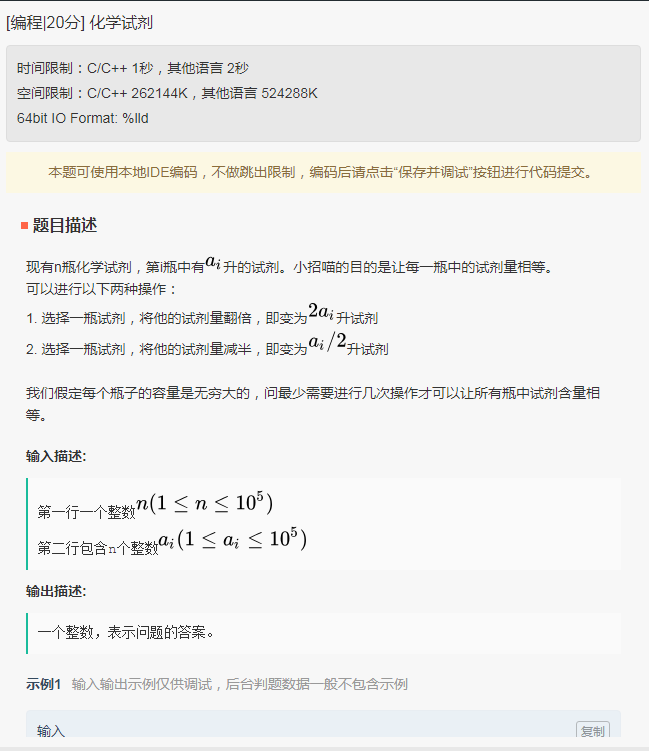 [编程|20分] 化学试剂
时间限制：C/C++ 1秒，其他语言 2秒
空间限制：C/C++ 262144K，其他语言 524288K
64bit IO Format: %lld
本题可使用本地IDE编码，不做跳出限制，编码后请点击“保存并调试”按钮进行代码提交。
题目描述
现有n瓶化学试剂，第i瓶中有a_i升的试剂。小招喵的目的是让每一瓶中的试剂量相等。
可以进行以下两种操作：
1. 选择一瓶试剂，将他的试剂量翻倍，即变为2a_i升试剂
2. 选择一瓶试剂，将他的试剂量减半，即变为a_i/2升试剂
我们假定每个瓶子的容量是无穷大的，问最少需要进行几次操作才可以让所有瓶中试剂含量相
等。
输入描述:
第一行一个整数n(1 ≤ n ≤ 10^5)
第二行包含n个整数a_i(1 ≤ a_i ≤ 10^5)
输出描述:
一个整数，表示问题的答案。
示例1 输入输出示例仅供调试，后台判题数据一般不包含示例
输入 复制